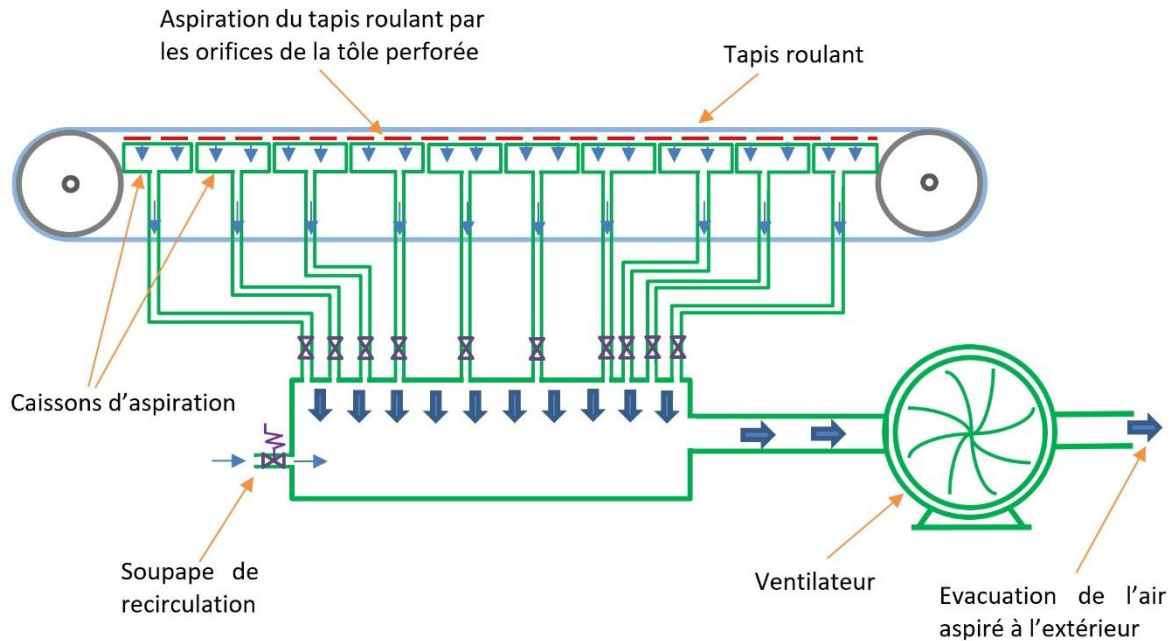 Aspiration du tapis roulant par
les orifices de la tôle perforée
Tapis roulant
Caissons d’aspiration
Soupape de
recirculation
Ventilateur
Evacuation de l’air
aspiré à l’extérieur